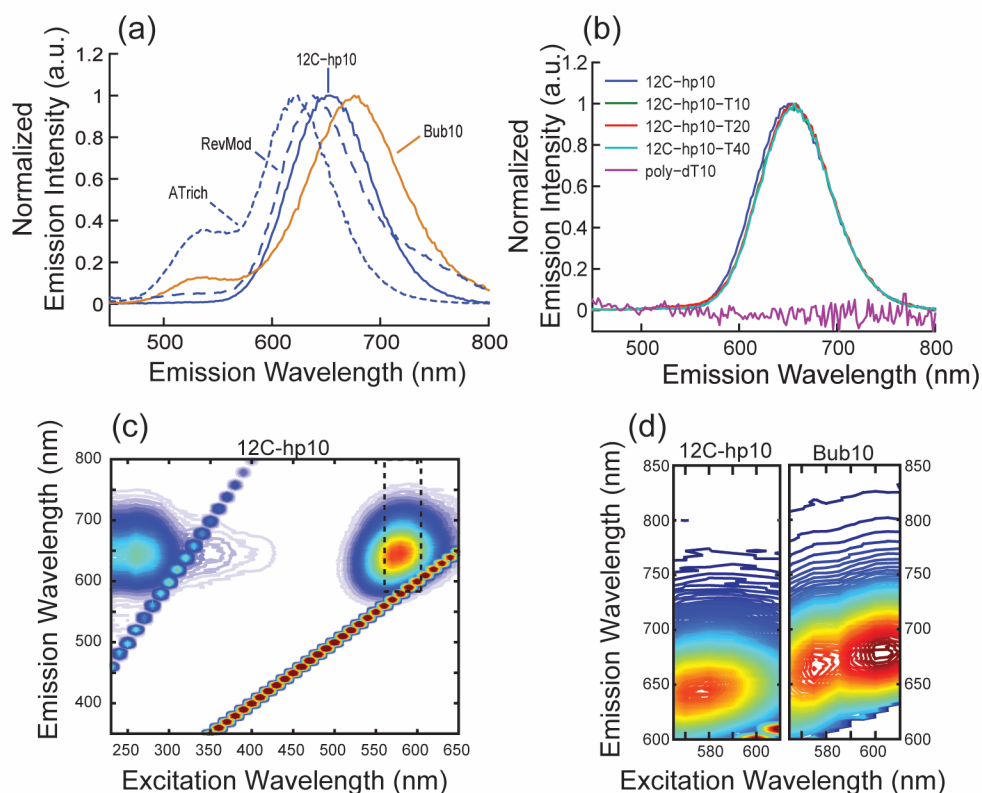 (a)
12C-hp10
RevMod
Bub10
ATrich
1.2
1
0.8
0.6
0.4
0.2
0
500 600 700 800
Normalized
Emission Intensity (a.u.)
Emission Wavelength (nm)
(b)
12C-hp10
12C-hp10-T10
12C-hp10-T20
12C-hp10-T40
poly-dT10
1.2
1
0.8
0.6
0.4
0.2
0
500 600 700 800
Normalized
Emission Intensity (a.u.)
Emission Wavelength (nm)
(c)
12C-hp10
800
700
600
500
400
250 300 350 400 450 500 550 600 650
Emission Wavelength (nm)
Excitation Wavelength (nm)
(d)
12C-hp10 Bub10
850 850
800 800
750 750
700 700
650 650
600 600
580 600 580 600
Emission Wavelength (nm)
Excitation Wavelength (nm)